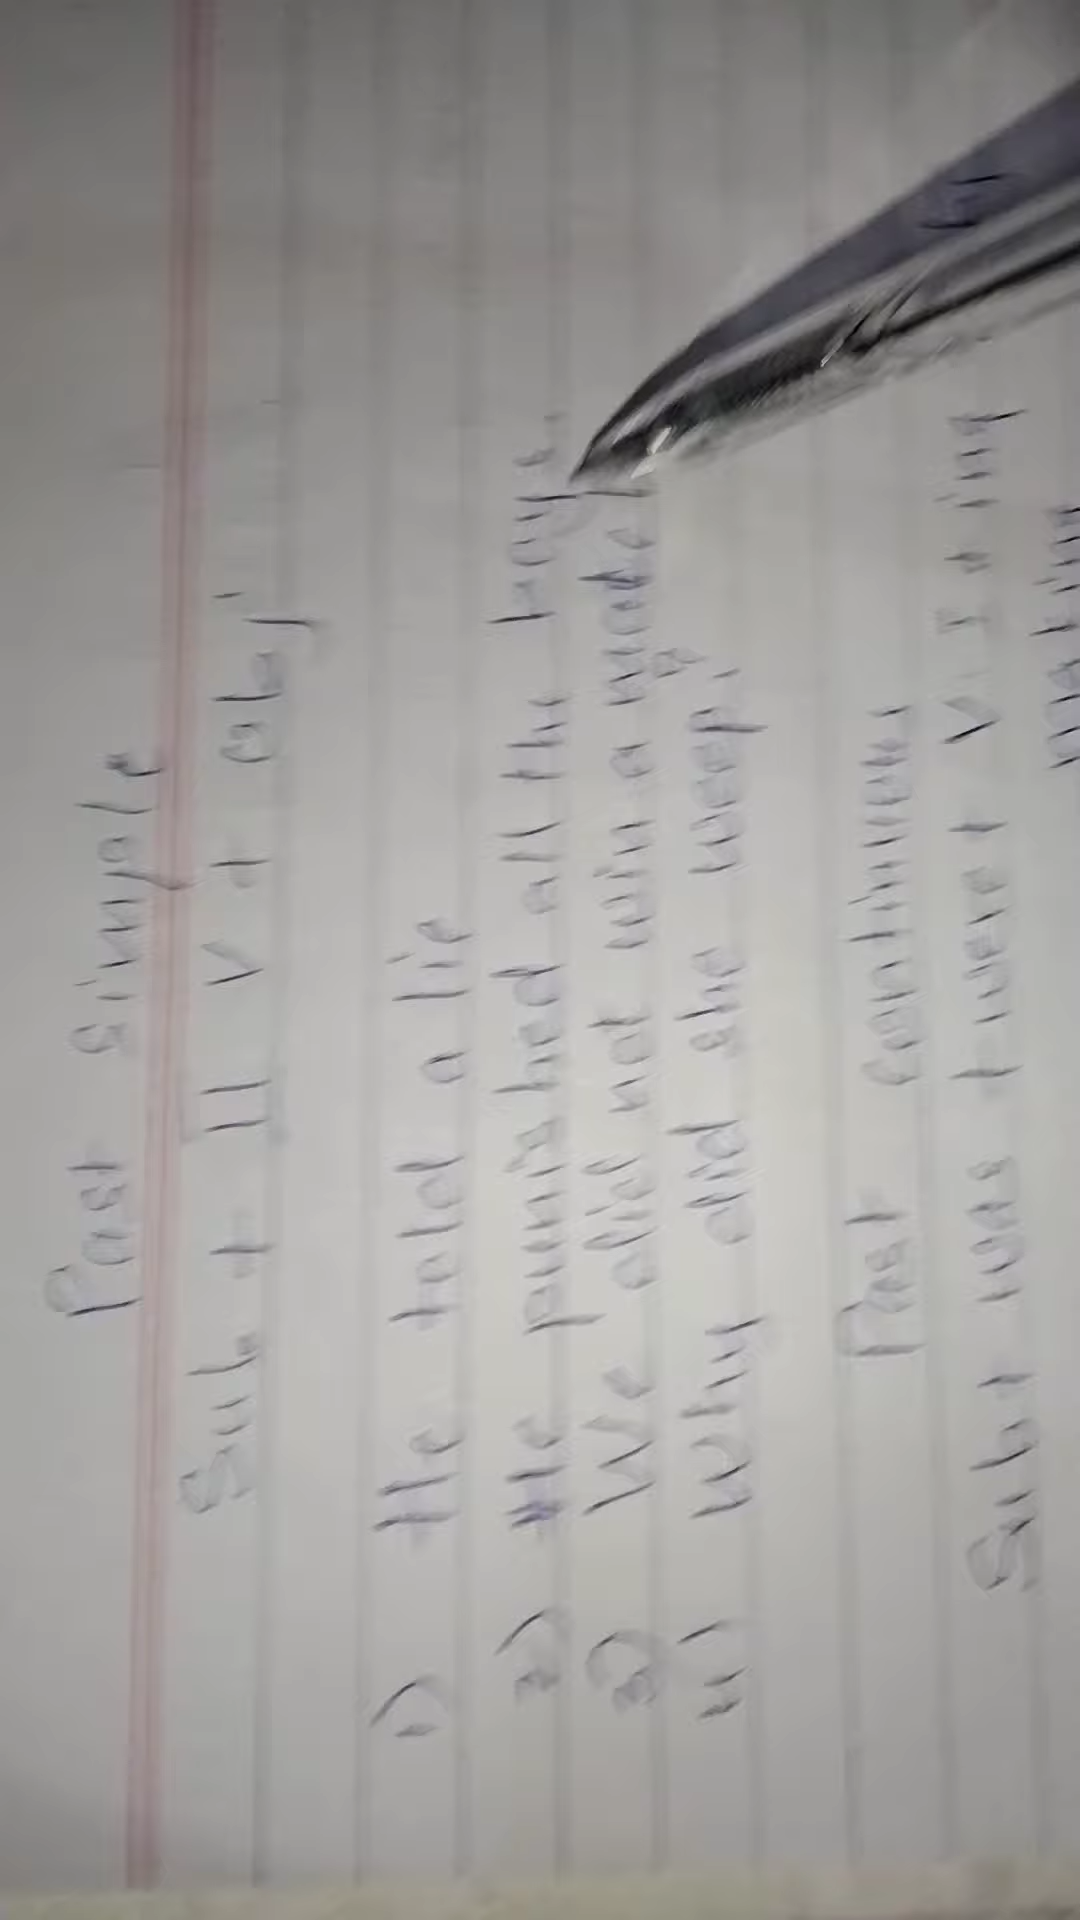 Past Simple
Sub + II V + obj
1) He told a lie
2) He punished all the boys.
3) We did not win a
4) Why did she weep?
Past Continuous
Sub + was + were + V. I + ing